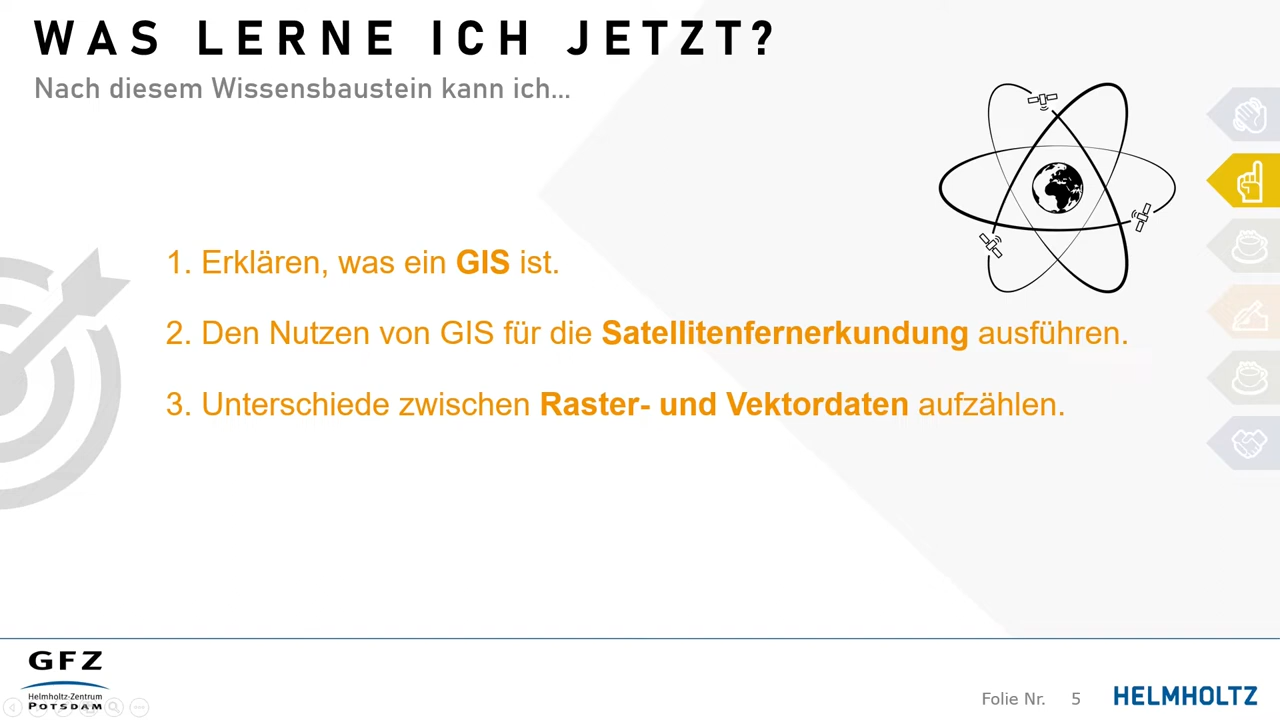 WAS LERNE ICH JETZT?
Nach diesem Wissensbaustein kann ich...
1. Erklären, was ein GIS ist.
2. Den Nutzen von GIS für die Satellitenfernerkundung ausführen.
3. Unterschiede zwischen Raster- und Vektordaten aufzählen.
GFZ
Helmholtz-Zentrum
POTSDAM
Folie Nr. 5
HELMHOLTZ